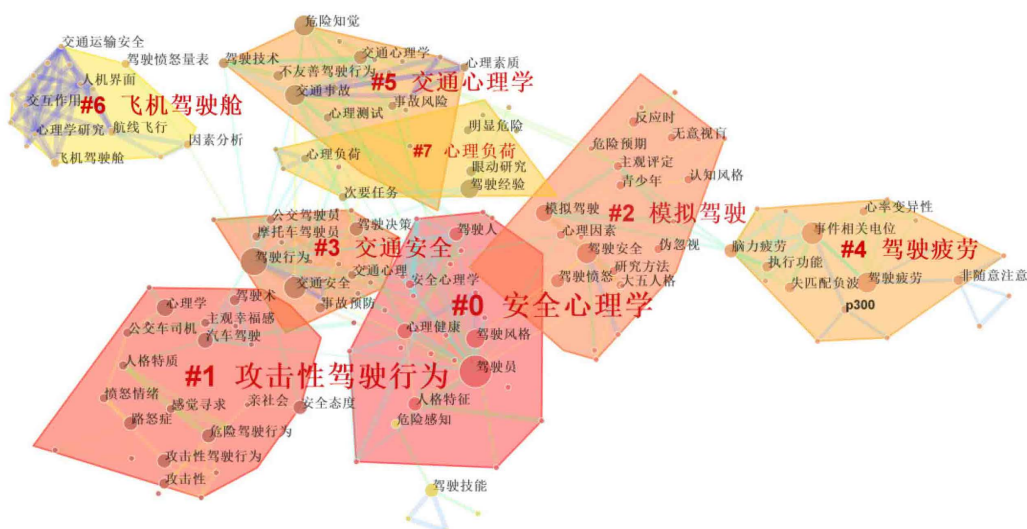 危险知觉
交通运输安全
驾驶愤怒量表
驾驶技术
交通心理学
心理素质
人机界面
不友善驾驶行为
#5 交通心理学
交互作用
#6 飞机驾驶舱
交通事故
事故风险
心理学研究
航线飞行
心理测试
因素分析
飞机驾驶舱
明显危险
#7 心理负荷
心理负荷
眼动研究
驾驶经验
次要任务
反应时
无意视盲
危险预期
主观评定
青少年
认知风格
模拟驾驶
#2 模拟驾驶
心理因素
驾驶安全
伪忽视
研究方法
驾驶愤怒
大五人格
心率变异性
事件相关电位
脑力疲劳
#4 驾驶疲劳
执行功能
失匹配负波
驾驶疲劳
非随意注意
p300
公交驾驶员
摩托车驾驶员
驾驶决策
#3 交通安全
驾驶行为
交通心理
交通安全
事故预防
驾驶人
安全心理学
#0 安全心理学
心理健康
驾驶风格
驾驶员
人格特征
危险感知
驾驶技能
心理学
驾驶术
主观幸福感
公交车司机
汽车驾驶
人格特质
#1 攻击性驾驶行为
愤怒情绪
感觉寻求
亲社会
安全态度
路怒症
危险驾驶行为
攻击性驾驶行为
攻击性